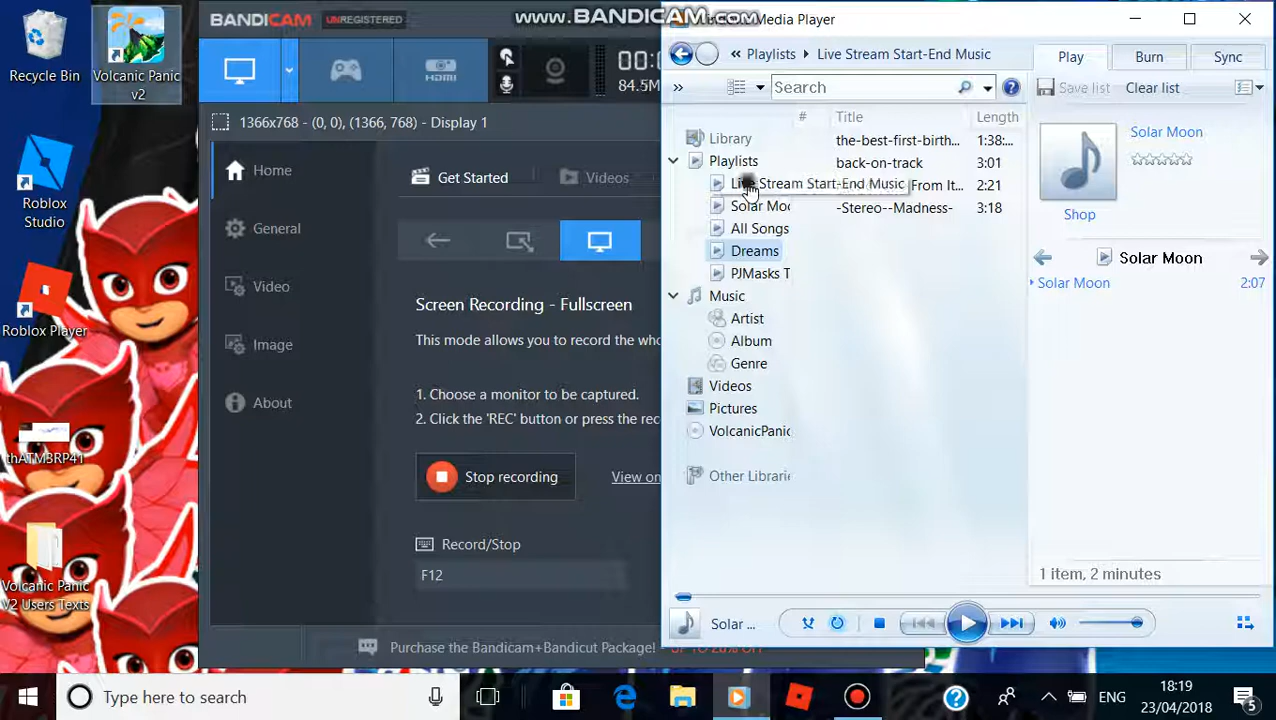 Recycle Bin
Volcanic Panic
v2
Roblox
Studio
Roblox Player
thATM3RP41
Volcanic Panic
V2 Users Texts
BANDICAM
UNREGISTERED
www.BANDICAM.com
HDMI
00:0
84.5M
1366x768 - (0, 0), (1366, 768) - Display 1
Home
General
Video
Image
About
Get Started
Videos
Screen Recording - Fullscreen
This mode allows you to record the who
1. Choose a monitor to be captured.
2. Click the 'REC' button or press the rec
Stop recording
View on
Record/Stop
F12
Purchase the Bandicam+Bandicut Package!
Media Player
Playlists
Live Stream Start-End Music
Search
Library
Playlists
Live Stream Start-End Music
Solar Moo
All Songs
Dreams
PJMasks T
Music
Artist
Album
Genre
Videos
Pictures
VolcanicPanic
Other Librarie
# Title Length
the-best-first-birth... 1:38:...
back-on-track 3:01
From It... 2:21
-Stereo--Madness- 3:18
Play
Burn
Sync
Save list
Clear list
Solar Moon
Shop
Solar Moon
Solar Moon 2:07
1 item, 2 minutes
Solar ...
Type here to search
ENG
18:19
23/04/2018
5